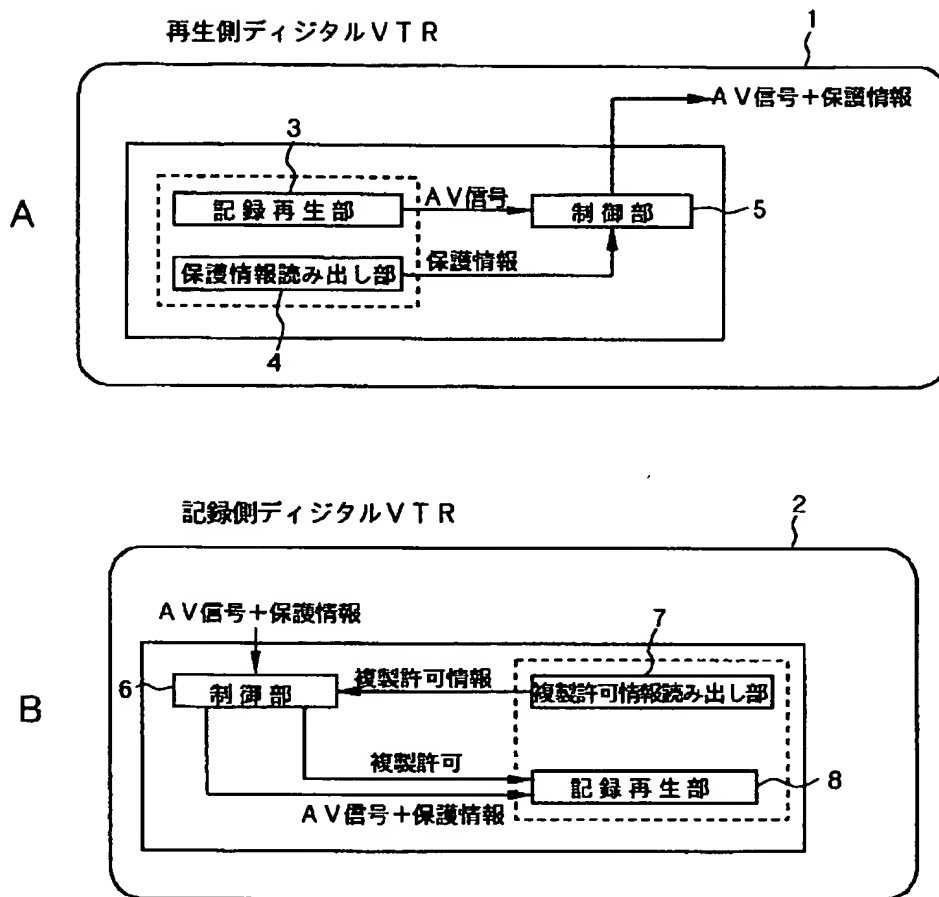 再生側ディジタルVTR
1
AV信号+保護情報
3
A
記録再生部
AV信号
制御部
5
保護情報読み出し部
保護情報
4
記録側ディジタルVTR
2
AV信号+保護情報
7
6
制御部
複製許可情報
複製許可情報読み出し部
B
複製許可
記録再生部
8
AV信号+保護情報